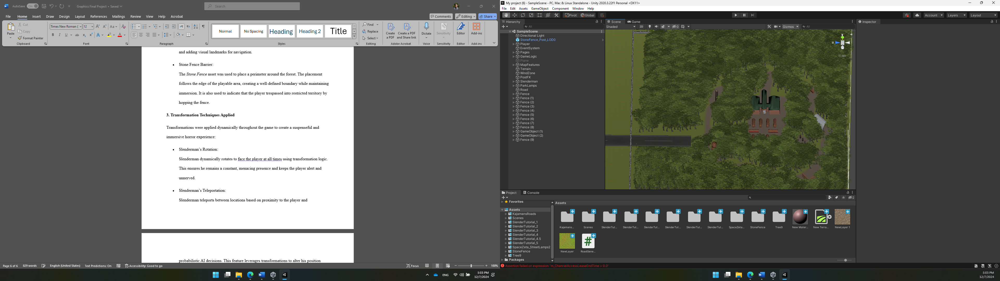 AutoSave On Graphics Final Project • Saved Search
File Home Insert Draw Design Layout References Mailings Review View Help Acrobat Comments Editing Share
Paste Cut Copy Format Painter Clipboard
Times New Roman ( 12 Aa
B I U ab x₂ x² A A Font
Paragraph
Normal No Spacing Heading Heading 2 Title Styles
Find Replace Select Editing
Create a PDF Create a PDF and Share link Adobe Acrobat
Dictate Voice
Sensitivity Sensitivity
Editor Editor
Add-ins Add-ins
and adding visual landmarks for navigation.
• Stone Fence Barrier:
The Stone Fence asset was used to place a perimeter around the forest. The placement
follows the edge of the playable area, creating a well-defined boundary while maintaining
immersion. It is also used to indicate that the player trespassed into restricted territory by
hopping the fence.
3. Transformation Techniques Applied
Transformations were applied dynamically throughout the game to create a suspenseful and
immersive horror experience:
• Slenderman’s Rotation:
Slenderman dynamically rotates to face the player at all times using transformation logic.
This ensures he remains a constant, menacing presence and keeps the player alert and
unnerved.
• Slenderman’s Teleportation:
Slenderman teleports between locations based on proximity to the player and
probabilistic AI decisions. This feature leverages transformations to alter his position
Page 6 of 6 829 words English (United States) Text Predictions: On Accessibility: Good to go Focus 100%
ENG 5:03 PM
12/7/2024
My project (6) - SampleScene - PC, Mac & Linux Standalone - Unity 2020.3.22f1 Personal <DX11>
File Edit Assets GameObject Component Window Help
Pivot Global Account Layers Layout
Hierarchy
All
SampleScene
Directional Light
StoneFence_Post_LOD0
Player
EventSystem
Pages
GameLogic
Plane
MapFeatures
Terrain
WindZone
PostFX
Slenderman
ParkLamps
Road
Fence
Fence (1)
Fence (2)
Fence (3)
Fence (4)
Fence (5)
Fence (6)
Fence (7)
Fence (8)
GameObject (1)
GameObject (2)
Fence (9)
Scene Game
Shaded 2D 0 Gizmos All
y
z
Iso
Inspector
Project Console
2
Favorites
Assets
KajamansRoads
Scenes
SlenderTutorial_1
SlenderTutorial_2
SlenderTutorial_3
SlenderTutorial_4
SlenderTutorial_4.5
SlenderTutorial_5
SpaceZeta_StreetLamps2
StoneFence
Tree9
Packages
Assets
Kajamans... Scenes SlenderTut... SlenderTut... SlenderTut... SlenderTut... SlenderTut... SlenderTut... SpaceZeta... StoneFence Tree9 New Mater... New Terra... NewLayer 1
NewLayer RoadGene...
Assertion failed on expression: 'm_ChannelAccessLeaseEndTime > 0.0'
5:03 PM
12/7/2024